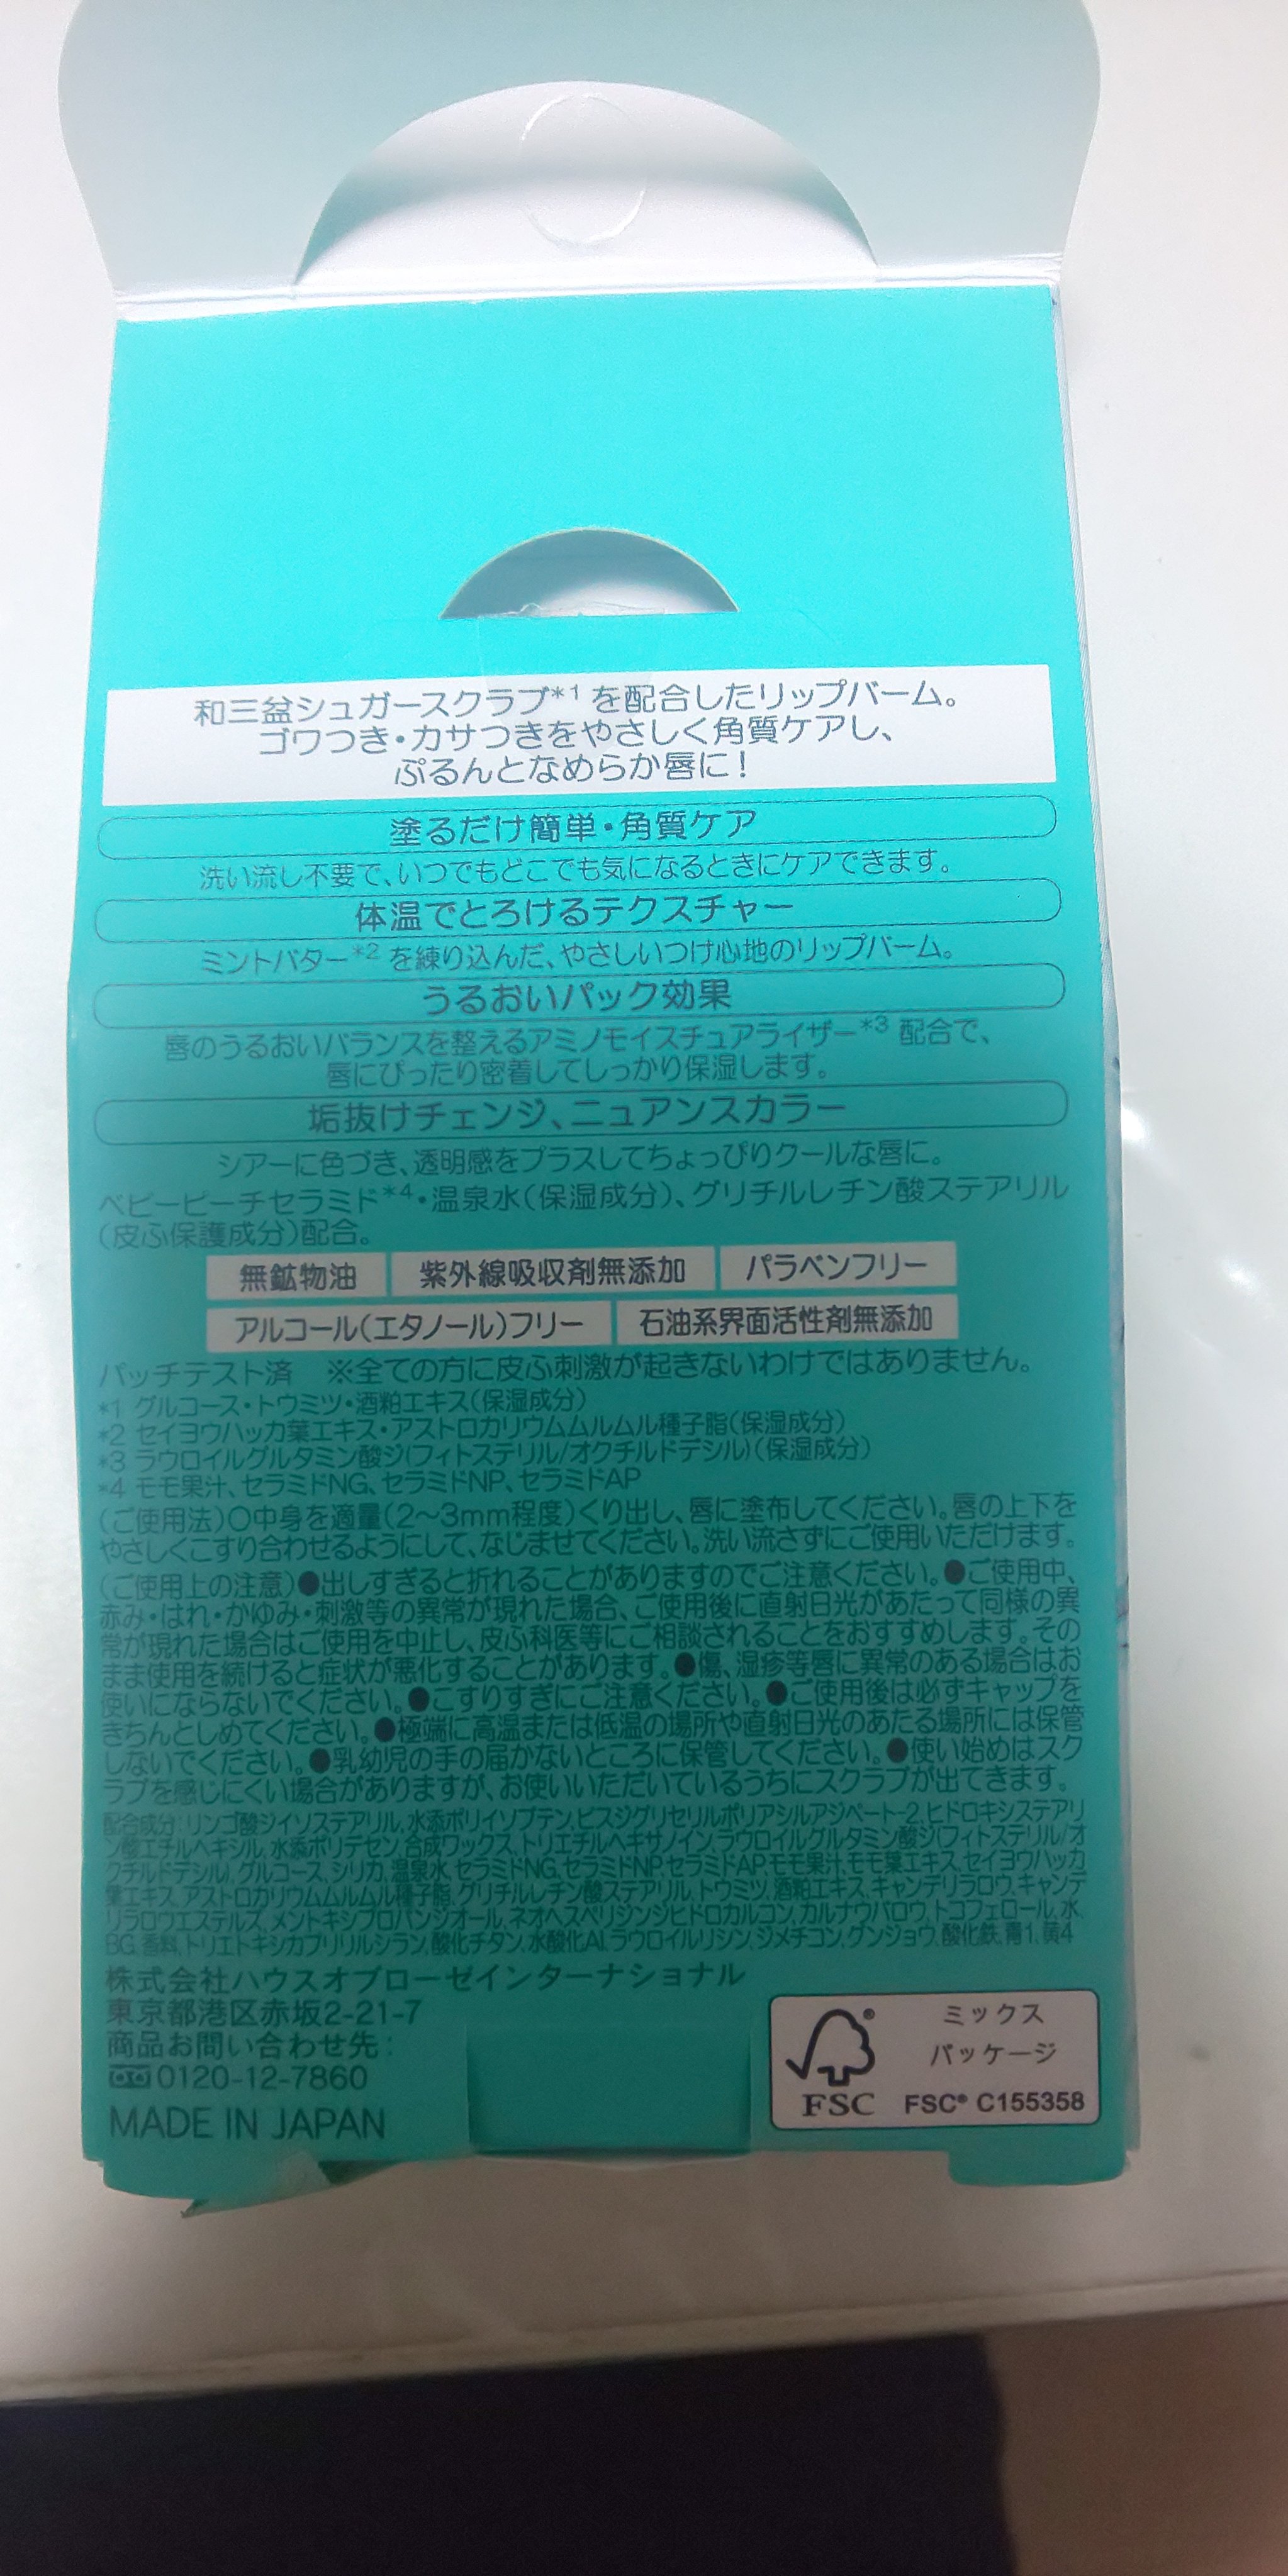 和三盆シュガースクラブ*1 を配合したリップバーム。
ゴワつき・カサつきをやさしく角質ケアし、
ぷるんとなめらか唇に！
塗るだけ簡単・角質ケア
洗い流し不要で、いつでもどこでも気になるときにケアできます。
体温でとろけるテクスチャー
ミントバター*2 を練り込んだ、やさしいつけ心地のリップバーム。
うるおいパック効果
唇のうるおいバランスを整えるアミノモイスチュアライザー*3 配合で、
唇にぴったり密着してしっかり保湿します。
垢抜けチェンジ、ニュアンスカラー
シアーに色づき、透明感をプラスしてちょっぴりクールな唇に。
ベビーピーチセラミド*4・温泉水（保湿成分）、グリチルレチン酸ステアリル
（皮ふ保護成分）配合。
無鉱物油 紫外線吸収剤無添加 パラベンフリー
アルコール（エタノール）フリー 石油系界面活性剤無添加
パッチテスト済　※全ての方に皮ふ刺激が起きないわけではありません。
*1 グルコース・トウミツ・酒粕エキス（保湿成分）
*2 セイヨウハッカ葉エキス・アストロカリウムムルムル種子脂（保湿成分）
*3 ラウロイルグルタミン酸ジ（フィトステリル/オクチルドデシル）（保湿成分）
*4 モモ果汁、セラミドNG、セラミドNP、セラミドAP
（ご使用法）〇中身を適量（2～3mm程度）くり出し、唇に塗布してください。唇の上下を
やさしくこすり合わせるようにして、なじませてください。洗い流さずにご使用いただけます。
（ご使用上の注意）●出しすぎると折れることがありますのでご注意ください。●ご使用中、
赤み・はれ・かゆみ・刺激等の異常が現れた場合、ご使用後に直射日光があたって同様の異
常が現れた場合はご使用を中止し、皮ふ科医等にご相談されることをおすすめします。その
まま使用を続けると症状が悪化することがあります。●傷、湿疹等唇に異常のある場合はお
使いにならないでください。●こすりすぎにご注意ください。●ご使用後は必ずキャップを
きちんとしめてください。●極端に高温または低温の場所や直射日光のあたる場所には保管
しないでください。●乳幼児の手の届かないところに保管してください。●使い始めはスク
ラブを感じにくい場合がありますが、お使いいただいているうちにスクラブが出てきます。
配合成分：リンゴ酸ジイソステアリル、水添ポリイソブテン、ビスジグリセリルポリアシルアジペート-2、ヒドロキシステアリ
ン酸エチルヘキシル、水添ポリデセン、合成ワックス、トリエチルヘキサノイン、ラウロイルグルタミン酸ジ（フィトステリル/オ
クチルドデシル）、グルコース、シリカ、温泉水、セラミドNG、セラミドNP、セラミドAP、モモ果汁、モモ葉エキス、セイヨウハッカ
葉エキス、アストロカリウムムルムル種子脂、グリチルレチン酸ステアリル、トウミツ、酒粕エキス、キャンデリラロウ、キャンデ
リラロウエステルズ、メントキシプロパンジオール、ネオヘスペリジンジヒドロカルコン、カルナウバロウ、トコフェロール、水、
BG、香料、トリエトキシカプリリルシラン、酸化チタン、水酸化Al、ラウロイルリシン、ジメチコン、グンジョウ、酸化鉄、青1、黄4
株式会社ハウスオブローゼインターナショナル
東京都港区赤坂2-21-7
商品お問い合わせ先：
0120-12-7860
MADE IN JAPAN
ミックス
パッケージ
FSC® FSC® C155358